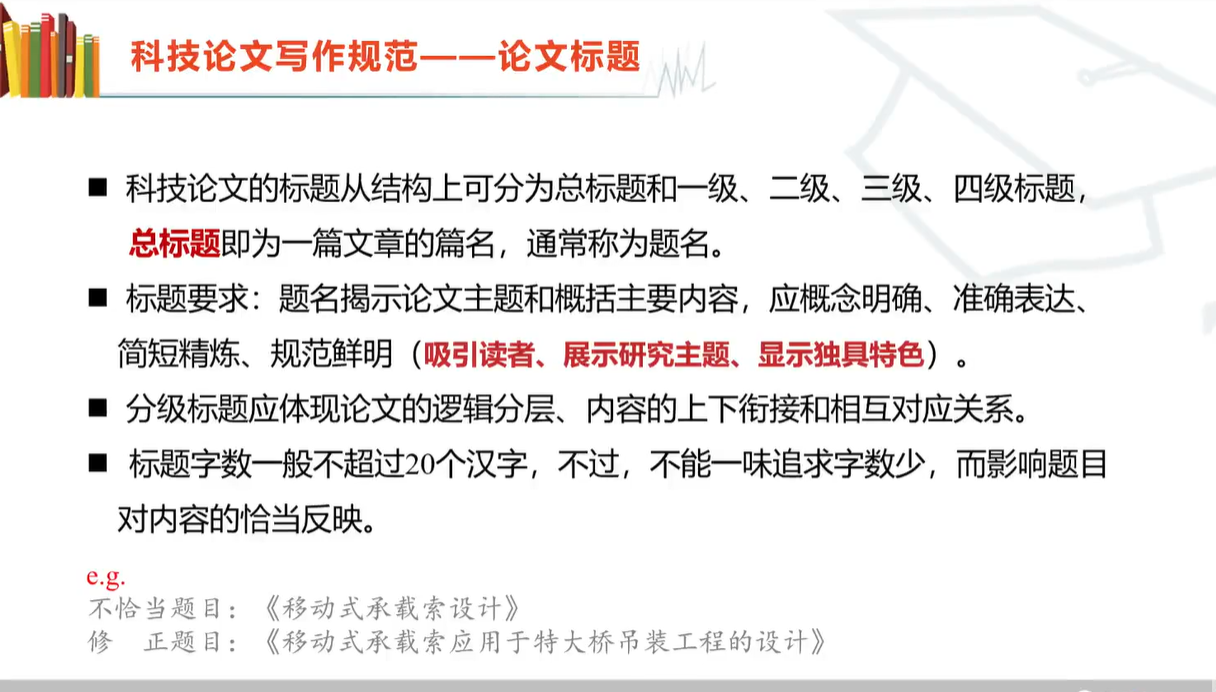 科技论文写作规范——论文标题
■ 科技论文的标题从结构上可分为总标题和一级、二级、三级、四级标题，
总标题即为一篇文章的篇名，通常称为题名。
■ 标题要求：题名揭示论文主题和概括主要内容，应概念明确、准确表达、
简短精炼、规范鲜明（吸引读者、展示研究主题、显示独具特色）。
■ 分级标题应体现论文的逻辑分层、内容的上下衔接和相互对应关系。
■ 标题字数一般不超过20个汉字，不过，不能一味追求字数少，而影响题目
对内容的恰当反映。
e.g.
不恰当题目：《移动式承载索设计》
修　正题目：《移动式承载索应用于特大桥吊装工程的设计》